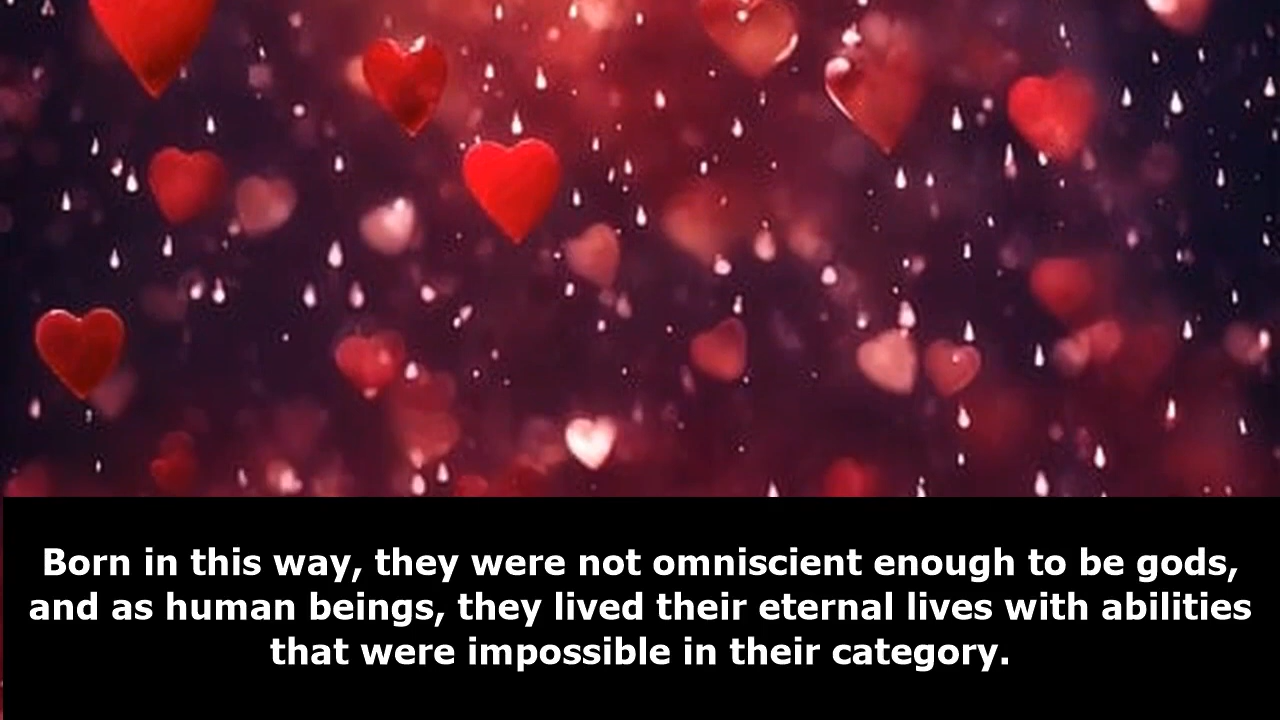 Born in this way, they were not omniscient enough to be gods,
and as human beings, they lived their eternal lives with abilities
that were impossible in their category.